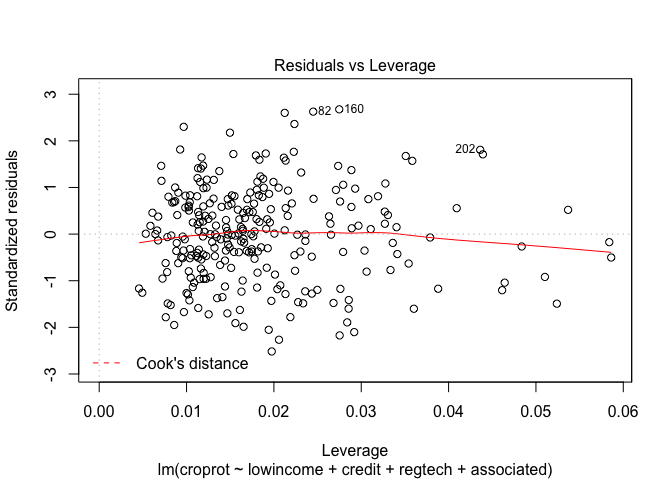 Residuals vs Leverage
Standardized residuals
3
2
1
0
-1
-2
-3
82
160
202
Cook's distance
0.00 0.01 0.02 0.03 0.04 0.05 0.06
Leverage
lm(croprot ~ lowincome + credit + regtech + associated)